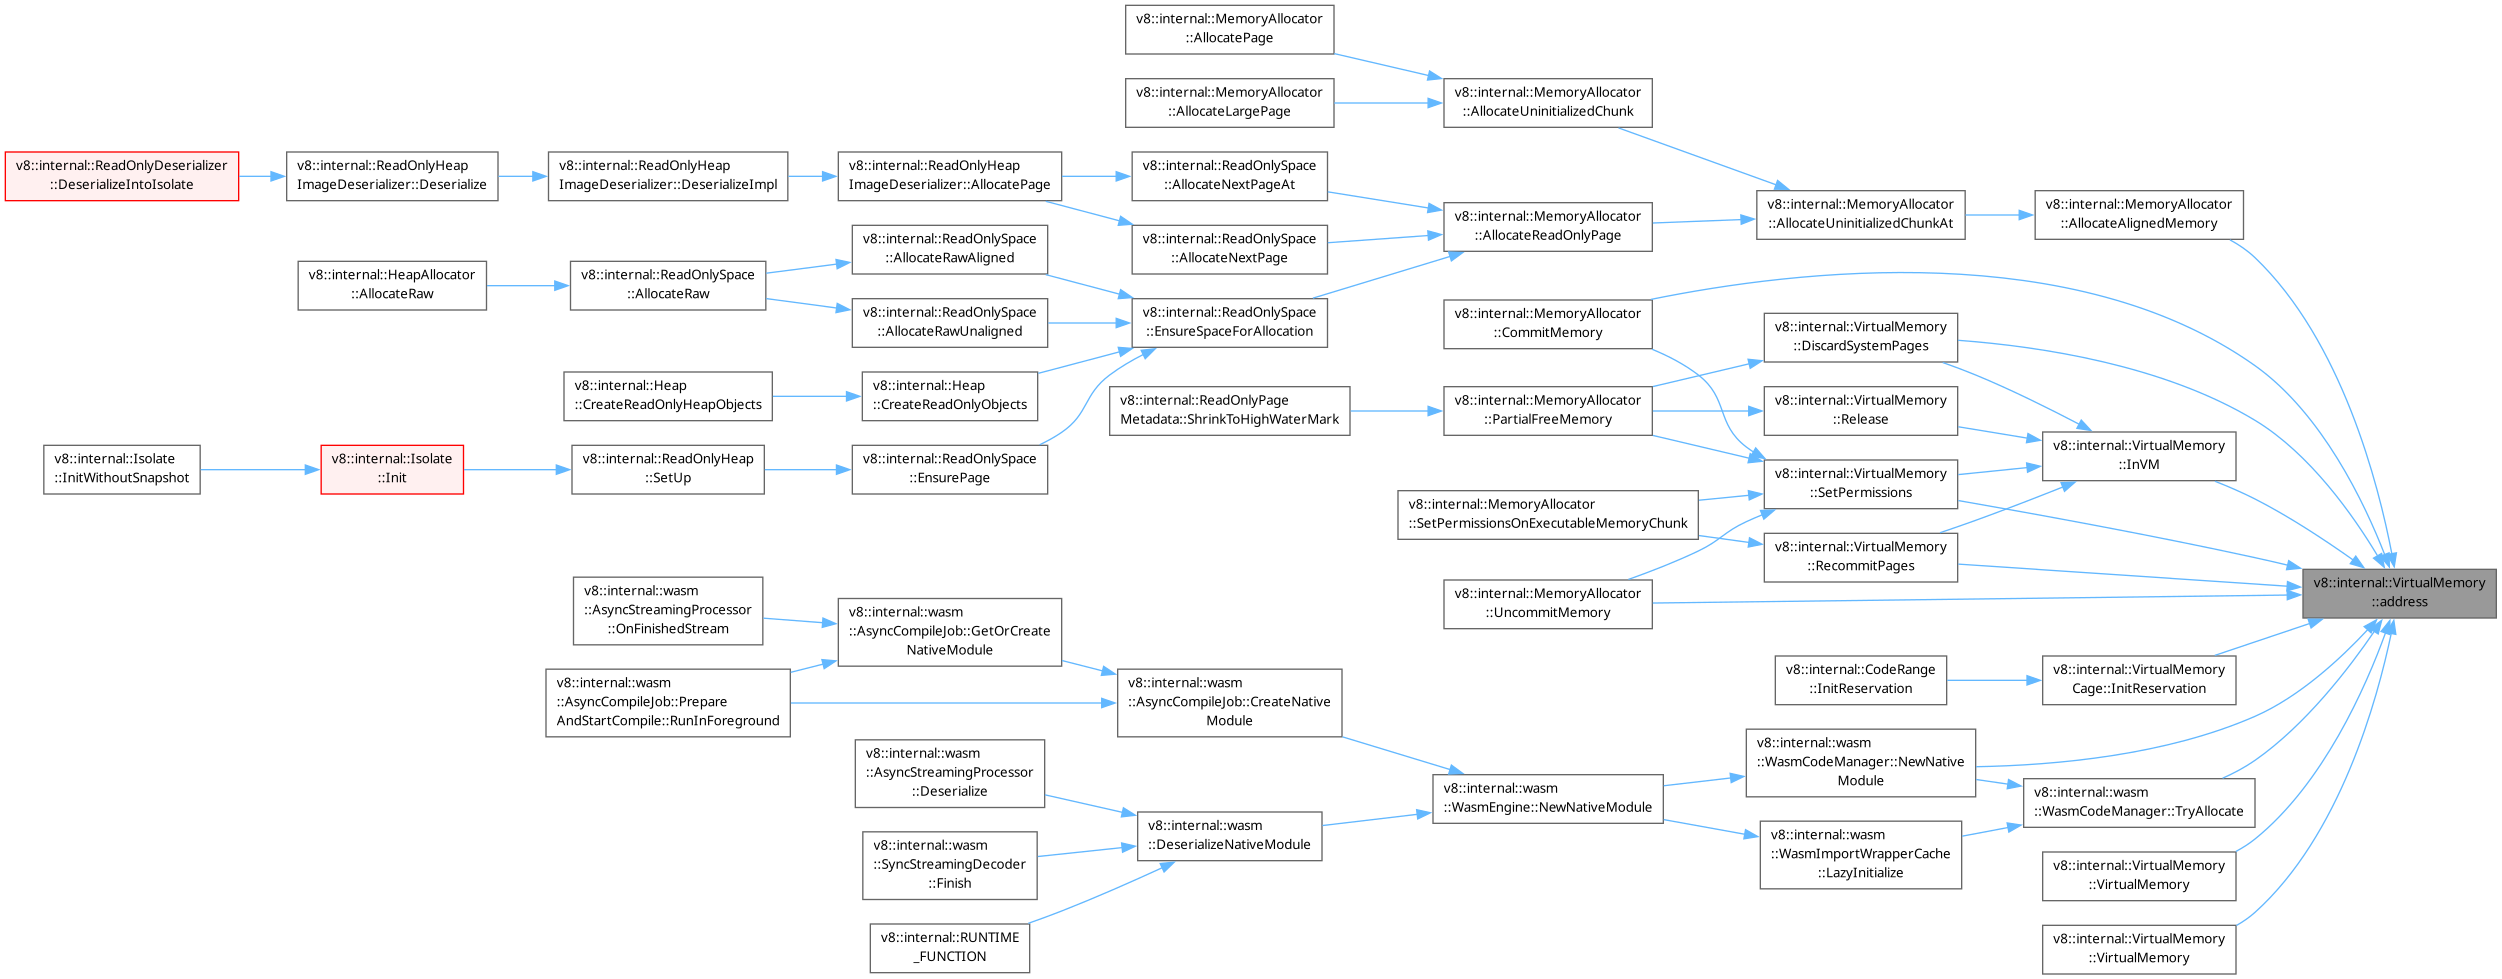 v8::internal::MemoryAllocator
::AllocatePage
v8::internal::MemoryAllocator
::AllocateLargePage
v8::internal::MemoryAllocator
::AllocateUninitializedChunk
v8::internal::ReadOnlyDeserializer
::DeserializeIntoIsolate
v8::internal::ReadOnlyHeap
ImageDeserializer::Deserialize
v8::internal::ReadOnlyHeap
ImageDeserializer::DeserializeImpl
v8::internal::ReadOnlyHeap
ImageDeserializer::AllocatePage
v8::internal::ReadOnlySpace
::AllocateNextPageAt
v8::internal::MemoryAllocator
::AllocateReadOnlyPage
v8::internal::MemoryAllocator
::AllocateUninitializedChunkAt
v8::internal::MemoryAllocator
::AllocateAlignedMemory
v8::internal::ReadOnlySpace
::AllocateNextPage
v8::internal::ReadOnlySpace
::AllocateRawAligned
v8::internal::HeapAllocator
::AllocateRaw
v8::internal::ReadOnlySpace
::AllocateRaw
v8::internal::ReadOnlySpace
::AllocateRawUnaligned
v8::internal::ReadOnlySpace
::EnsureSpaceForAllocation
v8::internal::MemoryAllocator
::CommitMemory
v8::internal::VirtualMemory
::DiscardSystemPages
v8::internal::Heap
::CreateReadOnlyHeapObjects
v8::internal::Heap
::CreateReadOnlyObjects
v8::internal::ReadOnlyPage
Metadata::ShrinkToHighWaterMark
v8::internal::MemoryAllocator
::PartialFreeMemory
v8::internal::VirtualMemory
::Release
v8::internal::VirtualMemory
::InVM
v8::internal::Isolate
::InitWithoutSnapshot
v8::internal::Isolate
::Init
v8::internal::ReadOnlyHeap
::SetUp
v8::internal::ReadOnlySpace
::EnsurePage
v8::internal::VirtualMemory
::SetPermissions
v8::internal::MemoryAllocator
::SetPermissionsOnExecutableMemoryChunk
v8::internal::VirtualMemory
::RecommitPages
v8::internal::MemoryAllocator
::UncommitMemory
v8::internal::VirtualMemory
::address
v8::internal::wasm
::AsyncStreamingProcessor
::OnFinishedStream
v8::internal::wasm
::AsyncCompileJob::GetOrCreate
NativeModule
v8::internal::wasm
::AsyncCompileJob::Prepare
AndStartCompile::RunInForeground
v8::internal::wasm
::AsyncCompileJob::CreateNative
Module
v8::internal::CodeRange
::InitReservation
v8::internal::VirtualMemory
Cage::InitReservation
v8::internal::wasm
::AsyncStreamingProcessor
::Deserialize
v8::internal::wasm
::WasmEngine::NewNativeModule
v8::internal::wasm
::WasmCodeManager::NewNative
Module
v8::internal::wasm
::WasmCodeManager::TryAllocate
v8::internal::wasm
::SyncStreamingDecoder
::Finish
v8::internal::wasm
::DeserializeNativeModule
v8::internal::wasm
::WasmImportWrapperCache
::LazyInitialize
v8::internal::VirtualMemory
::VirtualMemory
v8::internal::RUNTIME
_FUNCTION
v8::internal::VirtualMemory
::VirtualMemory